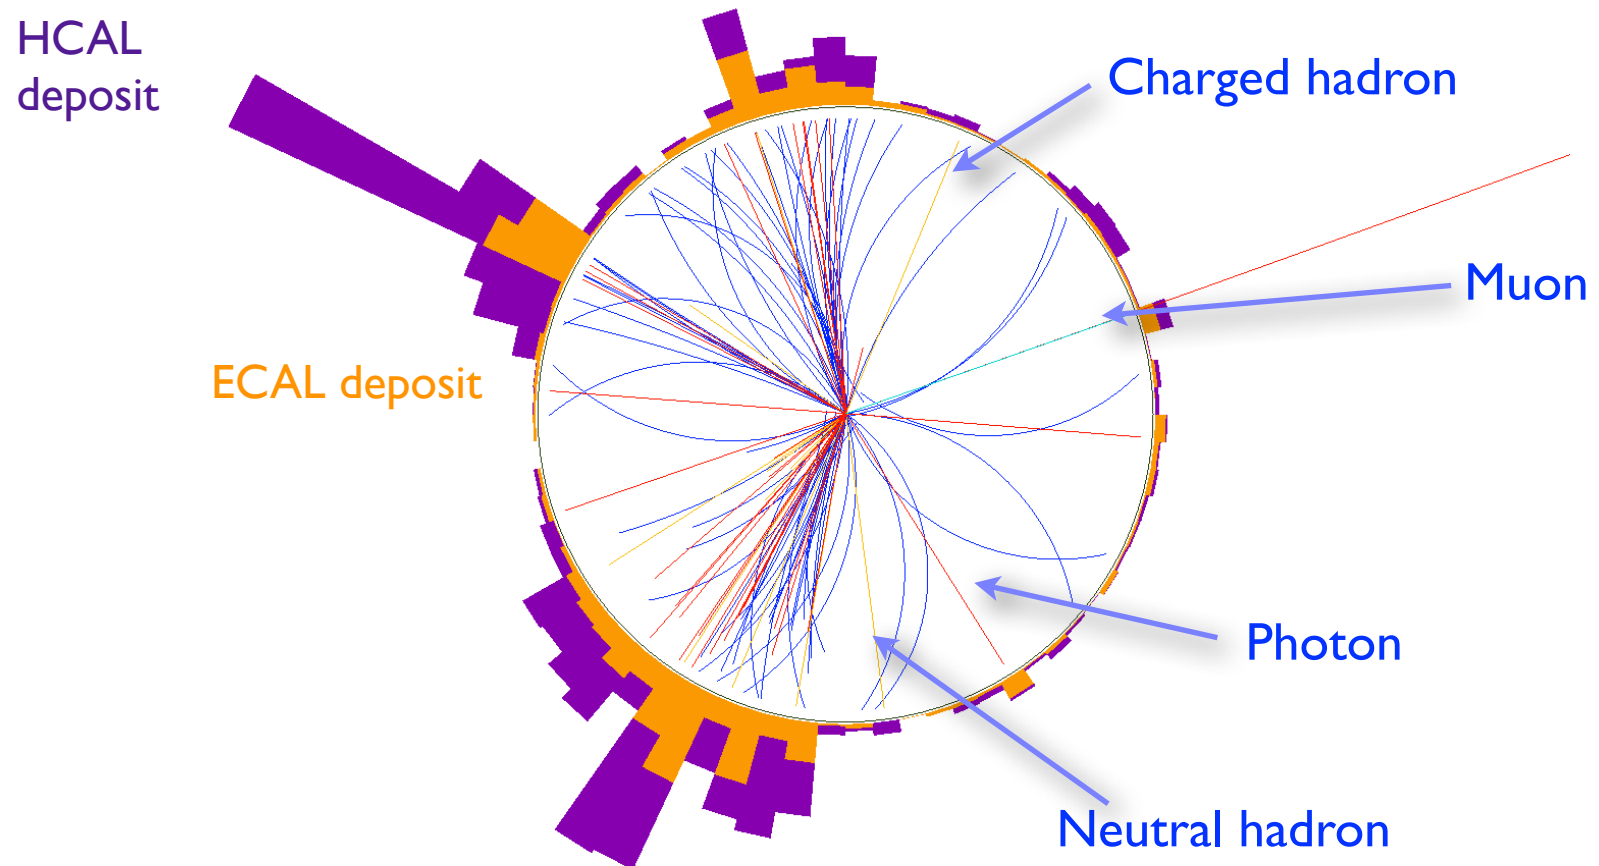 HCAL
deposit
Charged hadron
Muon
ECAL deposit
Photon
Neutral hadron